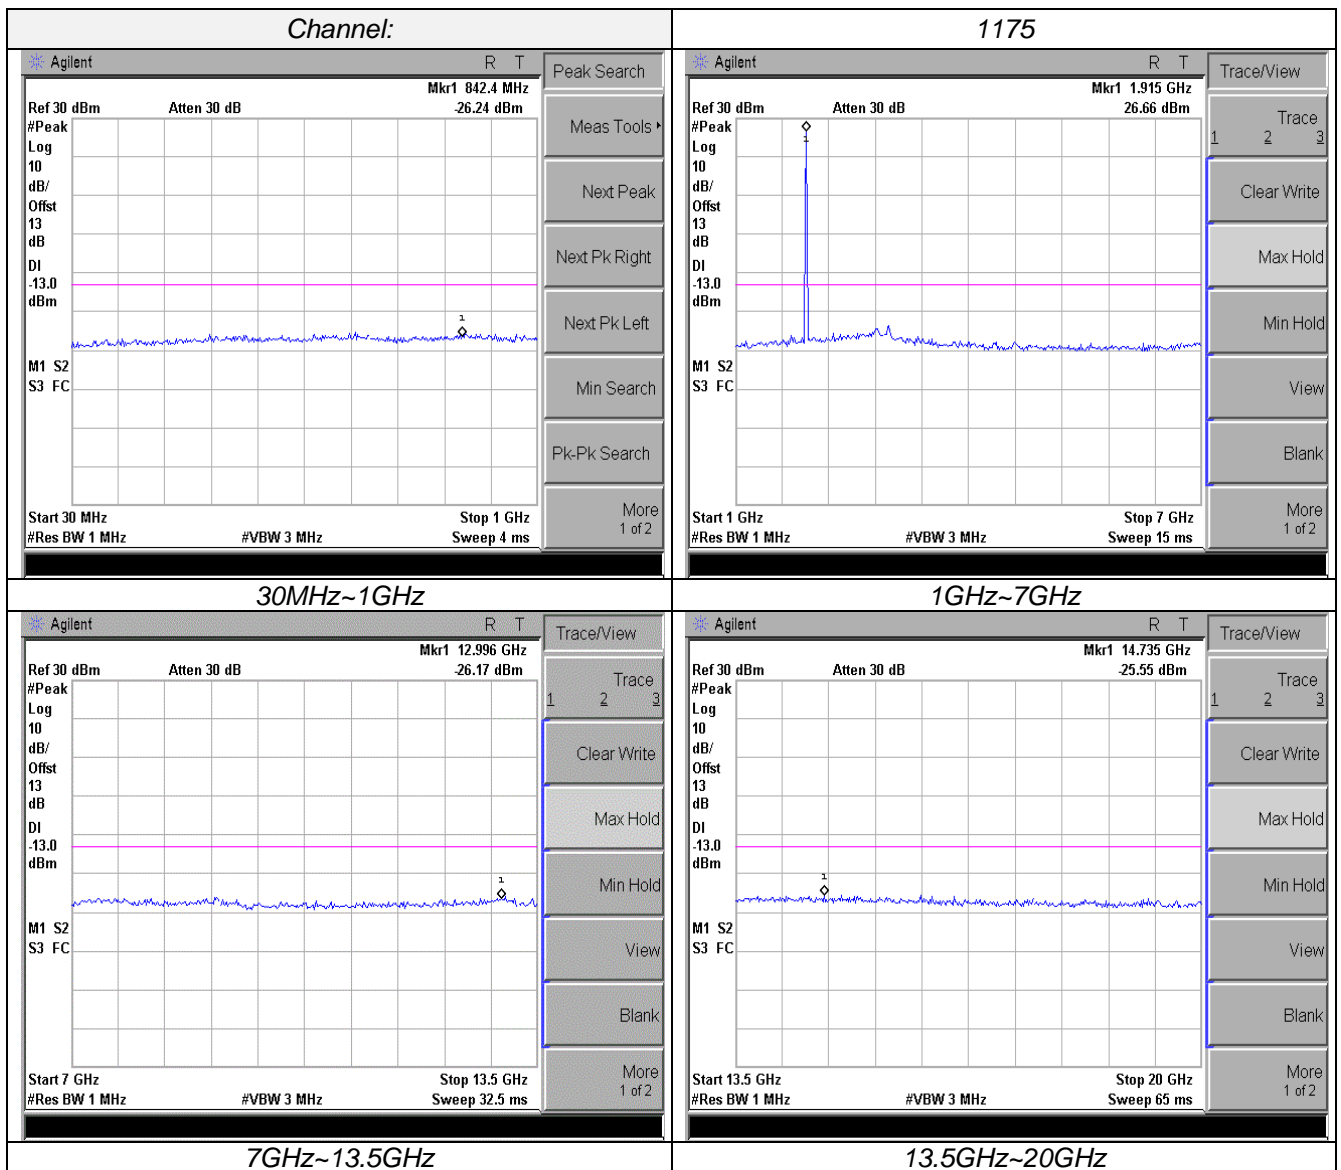 Channel: 1175
Agilent R T Peak Search
Mkr1 842.4 MHz
Ref 30 dBm Atten 30 dB -26.24 dBm
#Peak
Log
10
dB/
Offst
13
dB
DI
-13.0
dBm
M1 S2
S3 FC
1
Start 30 MHz Stop 1 GHz
#Res BW 1 MHz #VBW 3 MHz Sweep 4 ms
Meas Tools
Next Peak
Next Pk Right
Next Pk Left
Min Search
Pk-Pk Search
More
1 of 2
30MHz~1GHz
Agilent R T Trace/View
Mkr1 1.915 GHz
Ref 30 dBm Atten 30 dB 26.66 dBm
#Peak
Log
10
dB/
Offst
13
dB
DI
-13.0
dBm
M1 S2
S3 FC
1
Start 1 GHz Stop 7 GHz
#Res BW 1 MHz #VBW 3 MHz Sweep 15 ms
Trace
1 2 3
Clear Write
Max Hold
Min Hold
View
Blank
More
1 of 2
1GHz~7GHz
Agilent R T Trace/View
Mkr1 12.996 GHz
Ref 30 dBm Atten 30 dB -26.17 dBm
#Peak
Log
10
dB/
Offst
13
dB
DI
-13.0
dBm
M1 S2
S3 FC
1
Start 7 GHz Stop 13.5 GHz
#Res BW 1 MHz #VBW 3 MHz Sweep 32.5 ms
Trace
1 2 3
Clear Write
Max Hold
Min Hold
View
Blank
More
1 of 2
7GHz~13.5GHz
Agilent R T Trace/View
Mkr1 14.735 GHz
Ref 30 dBm Atten 30 dB -25.55 dBm
#Peak
Log
10
dB/
Offst
13
dB
DI
-13.0
dBm
M1 S2
S3 FC
1
Start 13.5 GHz Stop 20 GHz
#Res BW 1 MHz #VBW 3 MHz Sweep 65 ms
Trace
1 2 3
Clear Write
Max Hold
Min Hold
View
Blank
More
1 of 2
13.5GHz~20GHz